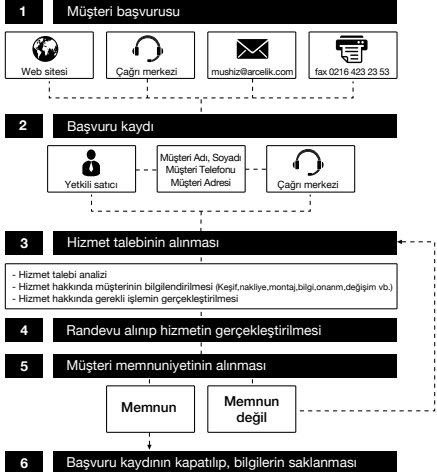 1 Müşteri başvurusu
Web sitesi
Çağrı merkezi
mushiz@arcelik.com
fax 0216 423 23 53
2 Başvuru kaydı
Yetkili satıcı
Müşteri Adı, Soyadı
Müşteri Telefonu
Müşteri Adresi
Çağrı merkezi
3 Hizmet talebinin alınması
- Hizmet talebi analizi
- Hizmet hakkında müşterinin bilgilendirilmesi (Keşif,nakliye,montaj,bilgi,onarım,değişim vb.)
- Hizmet hakkında gerekli işlemin gerçekleştirilmesi
4 Randevu alınıp hizmetin gerçekleştirilmesi
5 Müşteri memnuniyetinin alınması
Memnun
Memnun
değil
6 Başvuru kaydının kapatılıp, bilgilerin saklanması